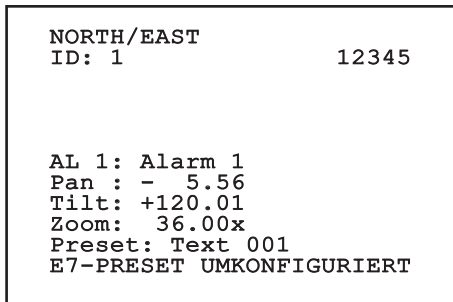 NORTH/EAST
ID: 1 12345
AL 1: Alarm 1
Pan : - 5.56
Tilt: +120.01
Zoom: 36.00x
Preset: Text 001
E7-PRESET UMKONFIGURIERT